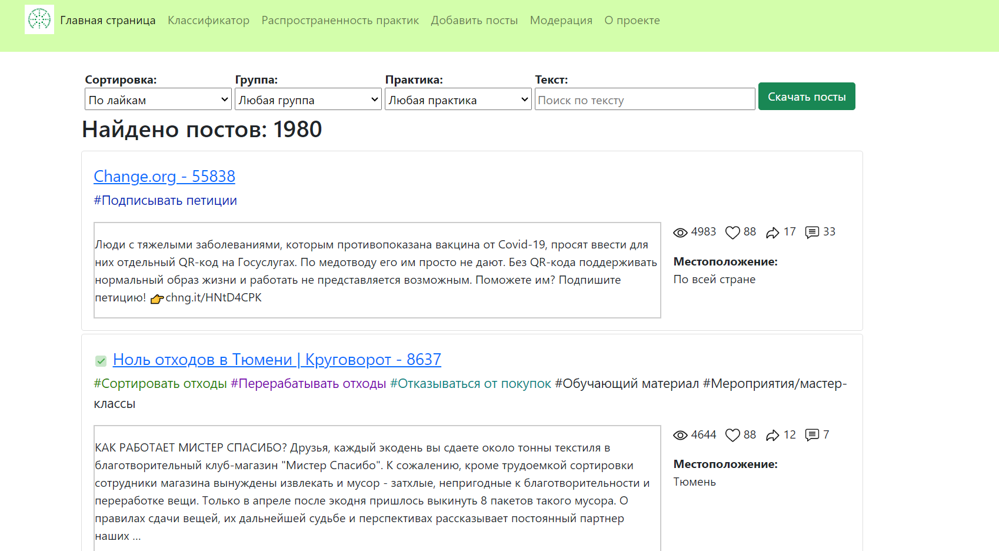 Главная страница Классификатор Распространенность практик Добавить посты Модерация О проекте
Сортировка: Группа: Практика: Текст:
По лайкам Любая группа Любая практика Поиск по тексту Скачать посты
Найдено постов: 1980
Change.org - 55838
#Подписывать петиции
Люди с тяжелыми заболеваниями, которым противопоказана вакцина от Covid-19, просят ввести для
них отдельный QR-код на Госуслугах. По медотводу его им просто не дают. Без QR-кода поддерживать
нормальный образ жизни и работать не представляется возможным. Поможете им? Подпишите
петицию! 👉chng.it/HNtD4CPK
4983 88 17 33
Местоположение:
По всей стране
Ноль отходов в Тюмени | Круговорот - 8637
#Сортировать отходы #Перерабатывать отходы #Отказываться от покупок #Обучающий материал #Мероприятия/мастер-
классы
КАК РАБОТАЕТ МИСТЕР СПАСИБО? Друзья, каждый экодень вы сдаете около тонны текстиля в
благотворительный клуб-магазин "Мистер Спасибо". К сожалению, кроме трудоемкой сортировки
сотрудники магазина вынуждены извлекать и мусор - затхлые, непригодные к благотворительности и
переработке вещи. Только в апреле после экодня пришлось выкинуть 8 пакетов такого мусора. О
правилах сдачи вещей, их дальнейшей судьбе и перспективах рассказывает постоянный партнер
наших ...
4644 88 12 7
Местоположение:
Тюмень